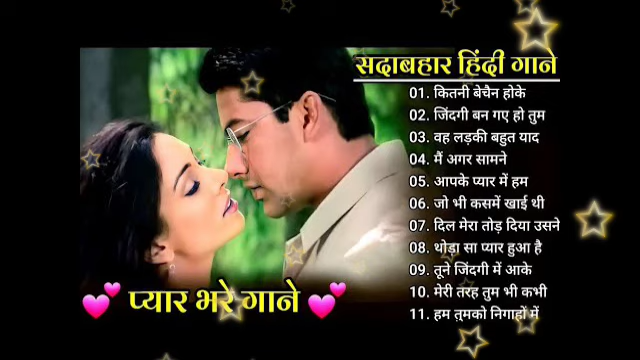 सदाबहार हिंदी गाने
01. कितनी बेचैन होके
02. जिंदगी बन गए हो तुम
03. वह लड़की बहुत याद
04. मैं अगर सामने
05. आपके प्यार में हम
06. जो भी कसमें खाई थी
07. दिल मेरा तोड़ दिया उसने
08. थोड़ा सा प्यार हुआ है
09. तूने जिंदगी में आके
10. मेरी तरह तुम भी कभी
11. हम तुमको निगाहों में
💕 प्यार भरे गाने 💕